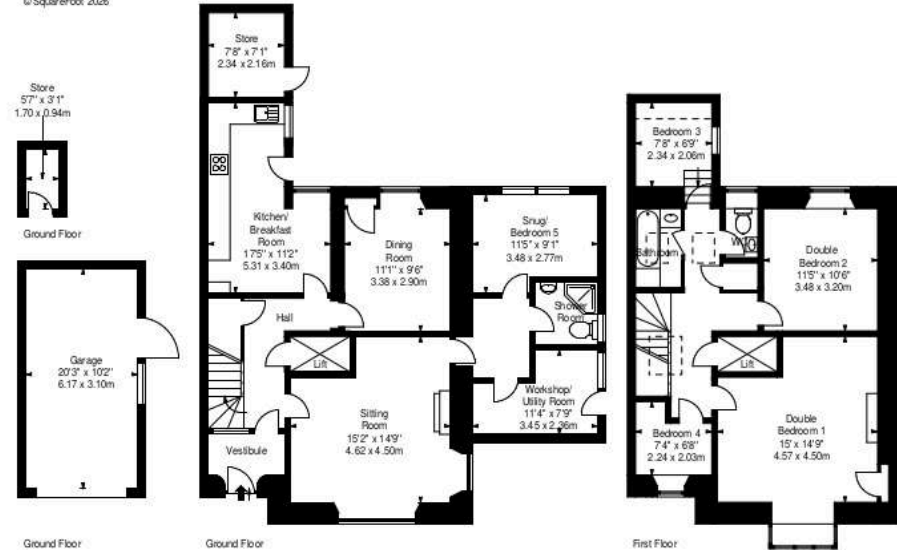 © SquareFoot 2026
Store
7'8" x 7'1"
2.34 x 2.16m
Store
5'7" x 3'1"
1.70 x 0.94m
Ground Floor
Kitchen/
Breakfast
Room
17'5" x 11'2"
5.31 x 3.40m
Dining
Room
11'1" x 9'6"
3.38 x 2.90m
Snug/
Bedroom 5
11'5" x 9'1"
3.48 x 2.77m
Shower
Room
Hall
Lift
Garage
20'3" x 10'2"
6.17 x 3.10m
Sitting
Room
15'2" x 14'9"
4.62 x 4.50m
Workshop/
Utility Room
11'4" x 7'9"
3.45 x 2.36m
Vestibule
Ground Floor
Ground Floor
Bedroom 3
7'8" x 6'9"
2.34 x 2.06m
Bathroom
WC
Double
Bedroom 2
11'5" x 10'6"
3.48 x 3.20m
Lift
Bedroom 4
7'4" x 6'8"
2.24 x 2.03m
Double
Bedroom 1
15' x 14'9"
4.57 x 4.50m
First Floor